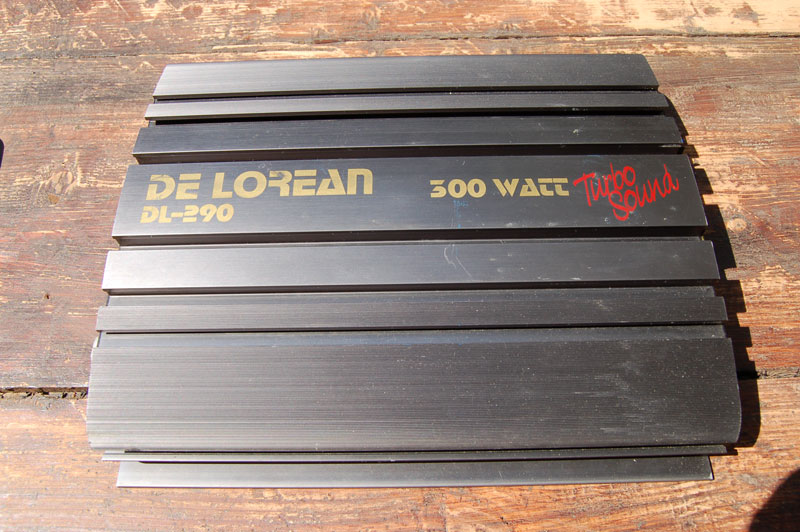 DE LOREAN
DL-290
300 WATT
Turbo
Sound